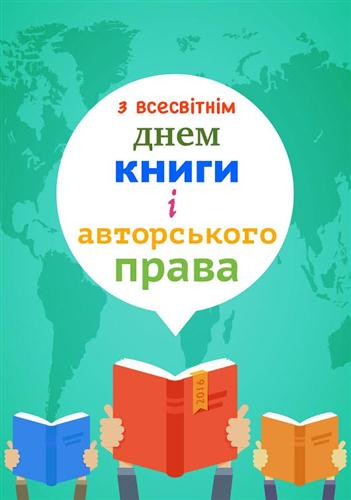 з всесвітнім
днем
книги
і
авторського
права
2016